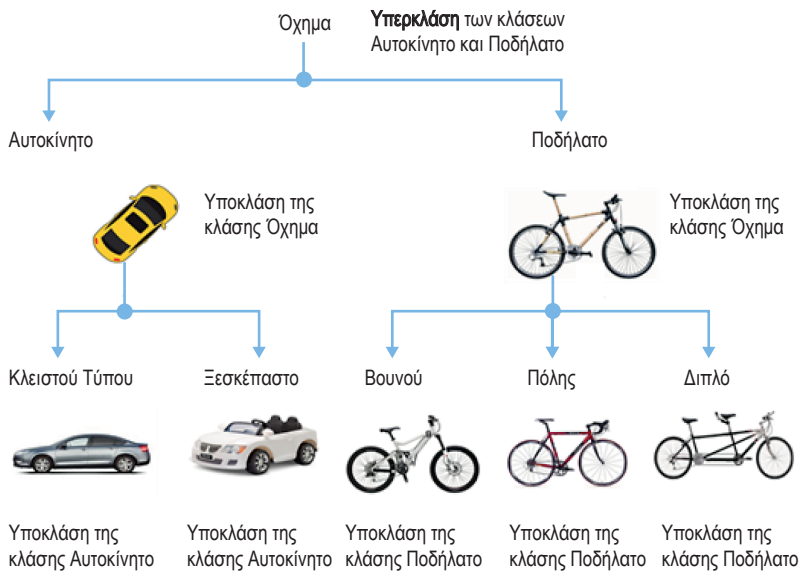 Όχημα
Υπερκλάση των κλάσεων
Αυτοκίνητο και Ποδήλατο
Αυτοκίνητο
Ποδήλατο
Υποκλάση της
κλάσης Όχημα
Υποκλάση της
κλάσης Όχημα
Κλειστού Τύπου
Ξεσκέπαστο
Βουνού
Πόλης
Διπλό
Υποκλάση της
κλάσης Αυτοκίνητο
Υποκλάση της
κλάσης Αυτοκίνητο
Υποκλάση της
κλάσης Ποδήλατο
Υποκλάση της
κλάσης Ποδήλατο
Υποκλάση της
κλάσης Ποδήλατο